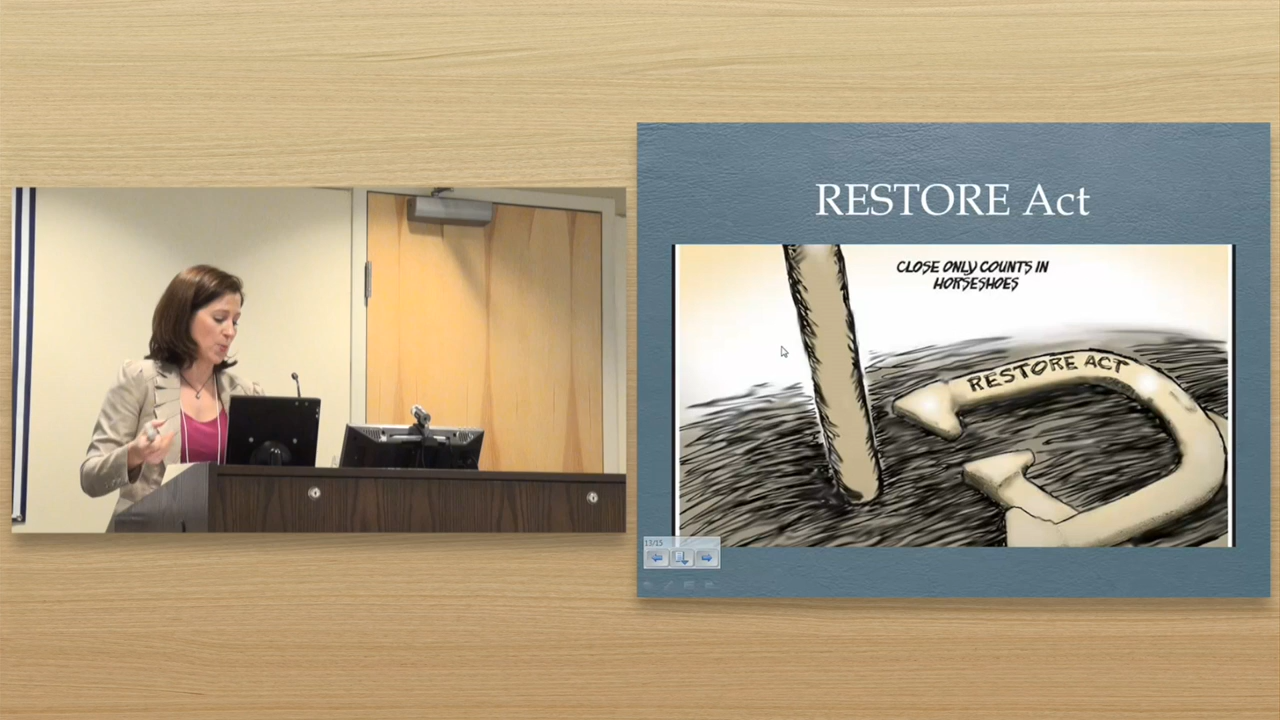 RESTORE Act
CLOSE ONLY COUNTS IN
HORSESHOES
RESTORE ACT
13/15